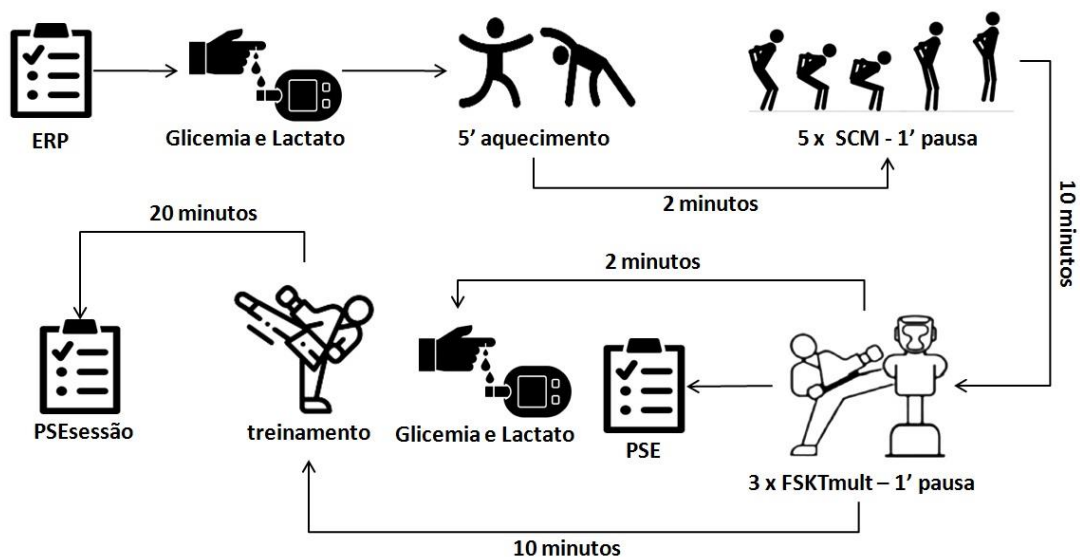 ERP
Glicemia e Lactato
5’ aquecimento
5 x  SCM - 1’ pausa
2 minutos
10 minutos
20 minutos
2 minutos
PSEsessão
treinamento
Glicemia e Lactato
PSE
3 x FSKTmult – 1’ pausa
10 minutos